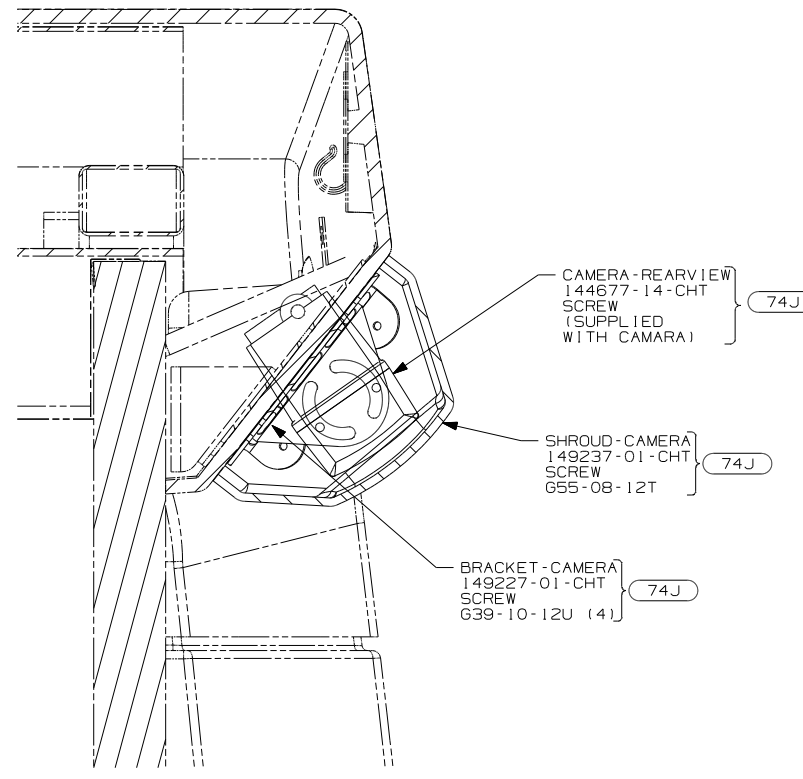 CAMERA-REARVIEW
144677-14-CHT
SCREW
(SUPPLIED
WITH CAMARA)
74J
SHROUD-CAMERA
149237-01-CHT
SCREW
G55-08-12T
74J
BRACKET-CAMERA
149227-01-CHT
SCREW
G39-10-12U (4)
74J